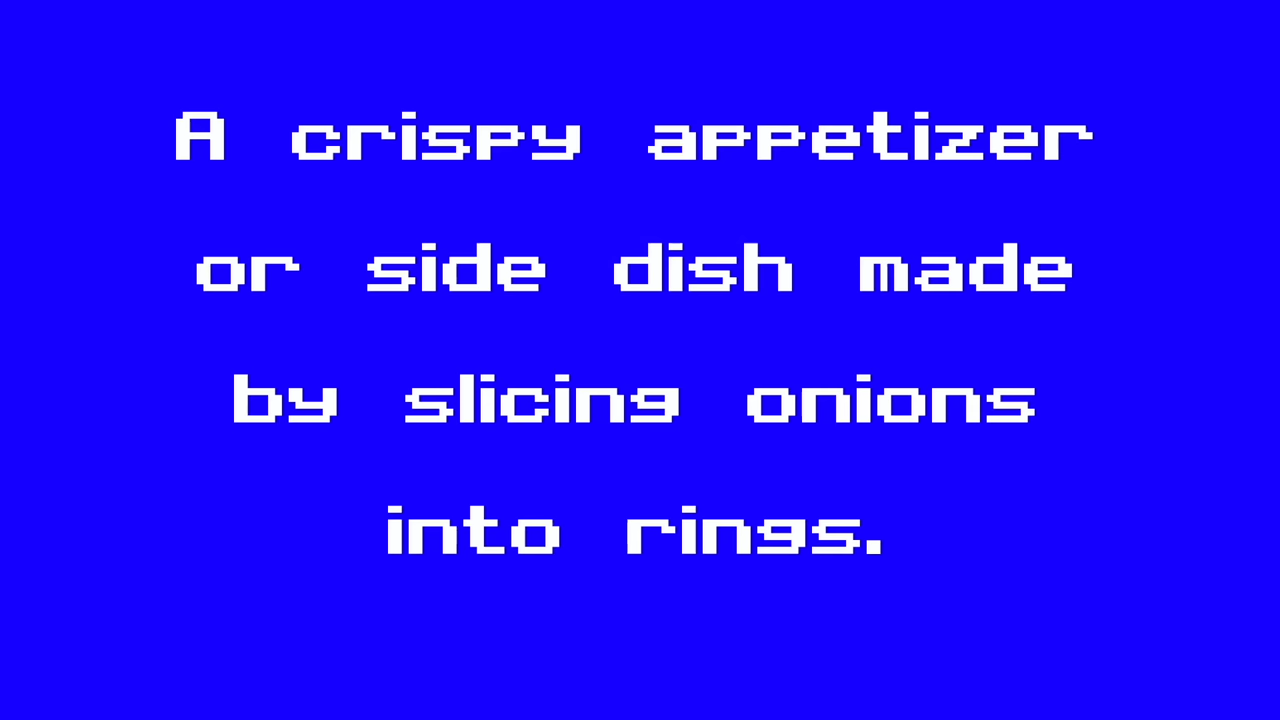 A crispy appetizer
or side dish made
by slicing onions
into rings.